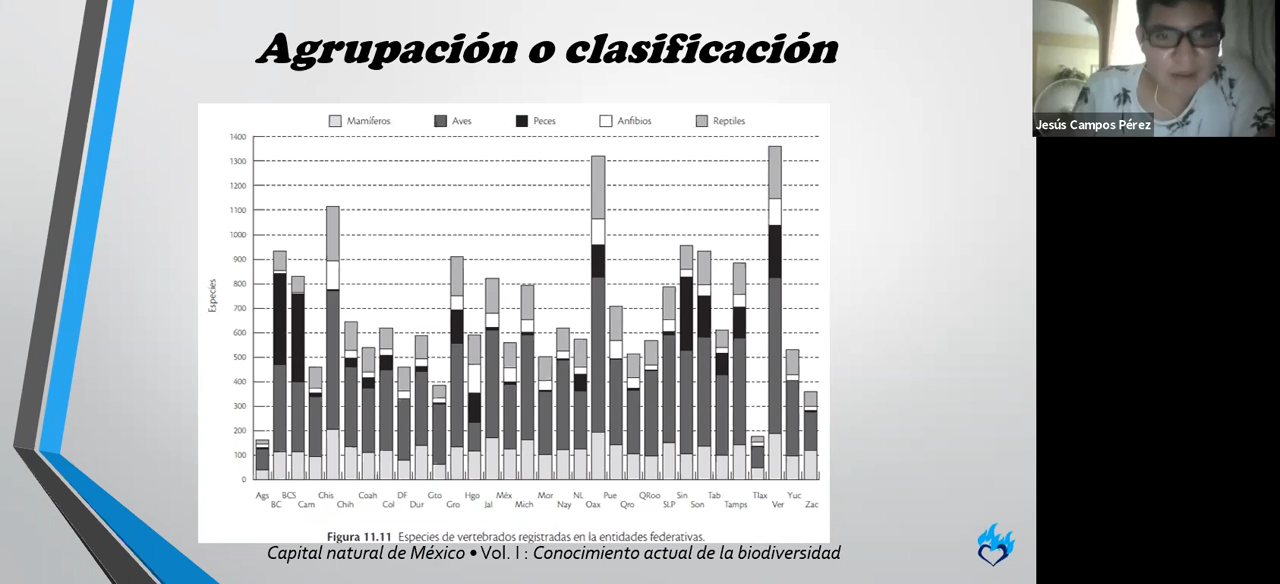 Agrupación o clasificación
Jesús Campos Pérez
Mamíferos Aves Peces Anfibios Reptiles
1400
1300
1200
1100
1000
900
800
700
600
500
400
300
200
100
0
Especies
Ags BCS Chis Coah DF Gto Hgo Méx Mor NL Pue QRoo Sin Tab Tlax Yuc
BC Cam Chih Col Dur Gro Jal Mich Nay Oax Qro SLP Son Tamps Ver Zac
Figura 11.11 Especies de vertebrados registradas en la entidades federativas.
Capital natural de México • Vol. I : Conocimiento actual de la biodiversidad